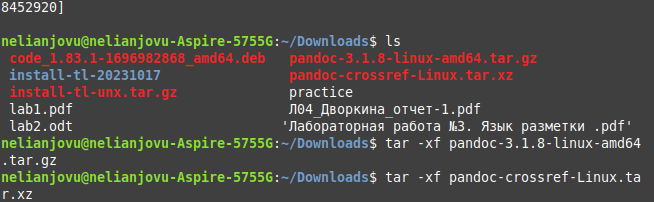 8452920]
nelianjovu@nelianjovu-Aspire-5755G:~/Downloads$ ls
code_1.83.1-1696982868_amd64.deb pandoc-3.1.8-linux-amd64.tar.gz
install-tl-20231017 pandoc-crossref-Linux.tar.xz
install-tl-unx.tar.gz practice
lab1.pdf Л04_Дворкина_отчет-1.pdf
lab2.odt 'Лабораторная работа №3. Язык разметки .pdf'
nelianjovu@nelianjovu-Aspire-5755G:~/Downloads$ tar -xf pandoc-3.1.8-linux-amd64
.tar.gz
nelianjovu@nelianjovu-Aspire-5755G:~/Downloads$ tar -xf pandoc-crossref-Linux.ta
r.xz